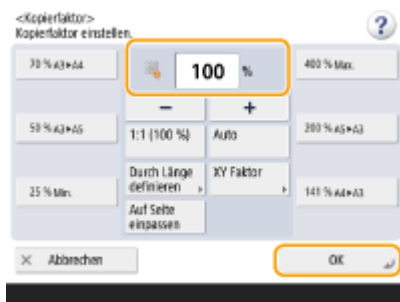 <Kopierfaktor>
Kopierfaktor einstellen.
?
70 % A3►A4
100 %
400 % Max.
− +
50 % A3►A5
1:1 (100 %)
Auto
200 % A5►A3
Durch Länge
definieren
XY Faktor
25 % Min.
141 % A4►A3
Auf Seite
einpassen
× Abbrechen
OK